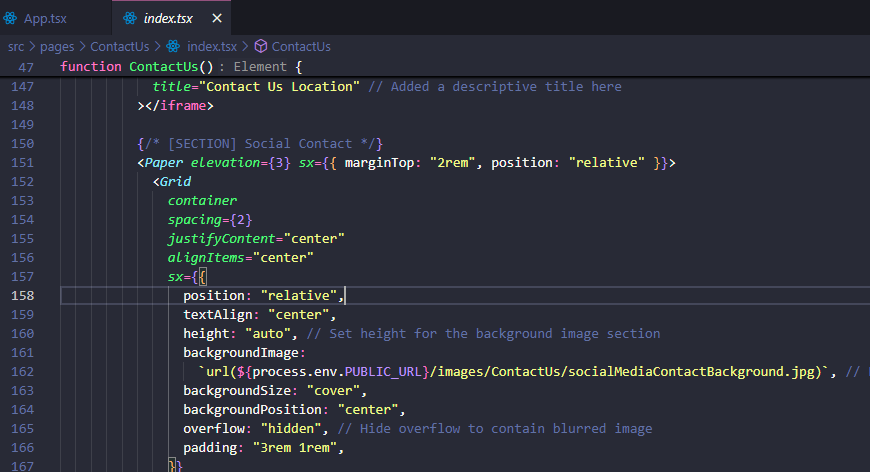 App.tsx index.tsx ×
src > pages > ContactUs > index.tsx > ContactUs
47 function ContactUs() : Element {
147 title="Contact Us Location" // Added a descriptive title here
148 ></iframe>
149
150 {/* [SECTION] Social Contact */}
151 <Paper elevation={3} sx={{ marginTop: "2rem", position: "relative" }}>
152 <Grid
153 container
154 spacing={2}
155 justifyContent="center"
156 alignItems="center"
157 sx={{
158 position: "relative",
159 textAlign: "center",
160 height: "auto", // Set height for the background image section
161 backgroundImage:
162 `url(${process.env.PUBLIC_URL}/images/ContactUs/socialMediaContactBackground.jpg)`, //
163 backgroundSize: "cover",
164 backgroundPosition: "center",
165 overflow: "hidden", // Hide overflow to contain blurred image
166 padding: "3rem 1rem",
167 }}